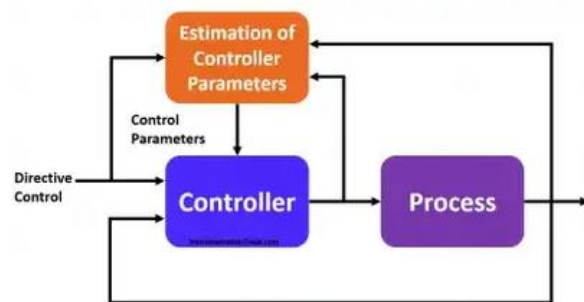 Estimation of
Controller
Parameters
Control
Parameters
Directive
Control
Controller
Process